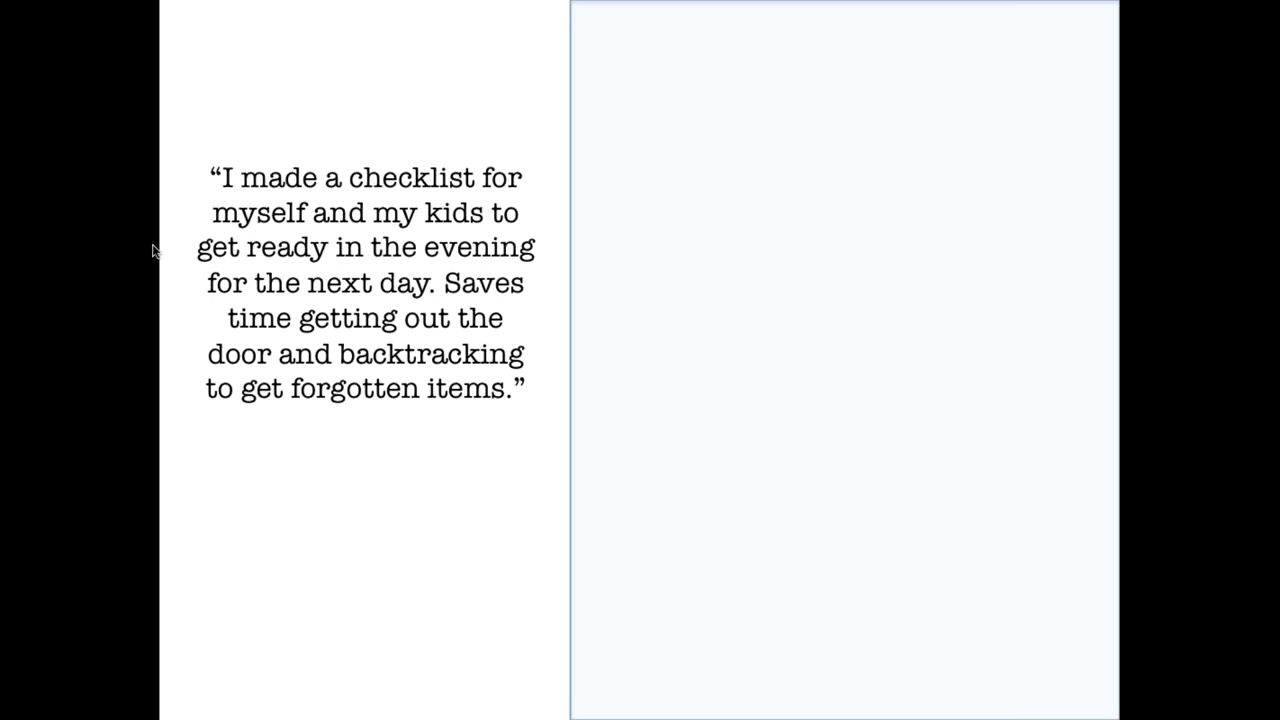 “I made a checklist for
myself and my kids to
get ready in the evening
for the next day. Saves
time getting out the
door and backtracking
to get forgotten items.”